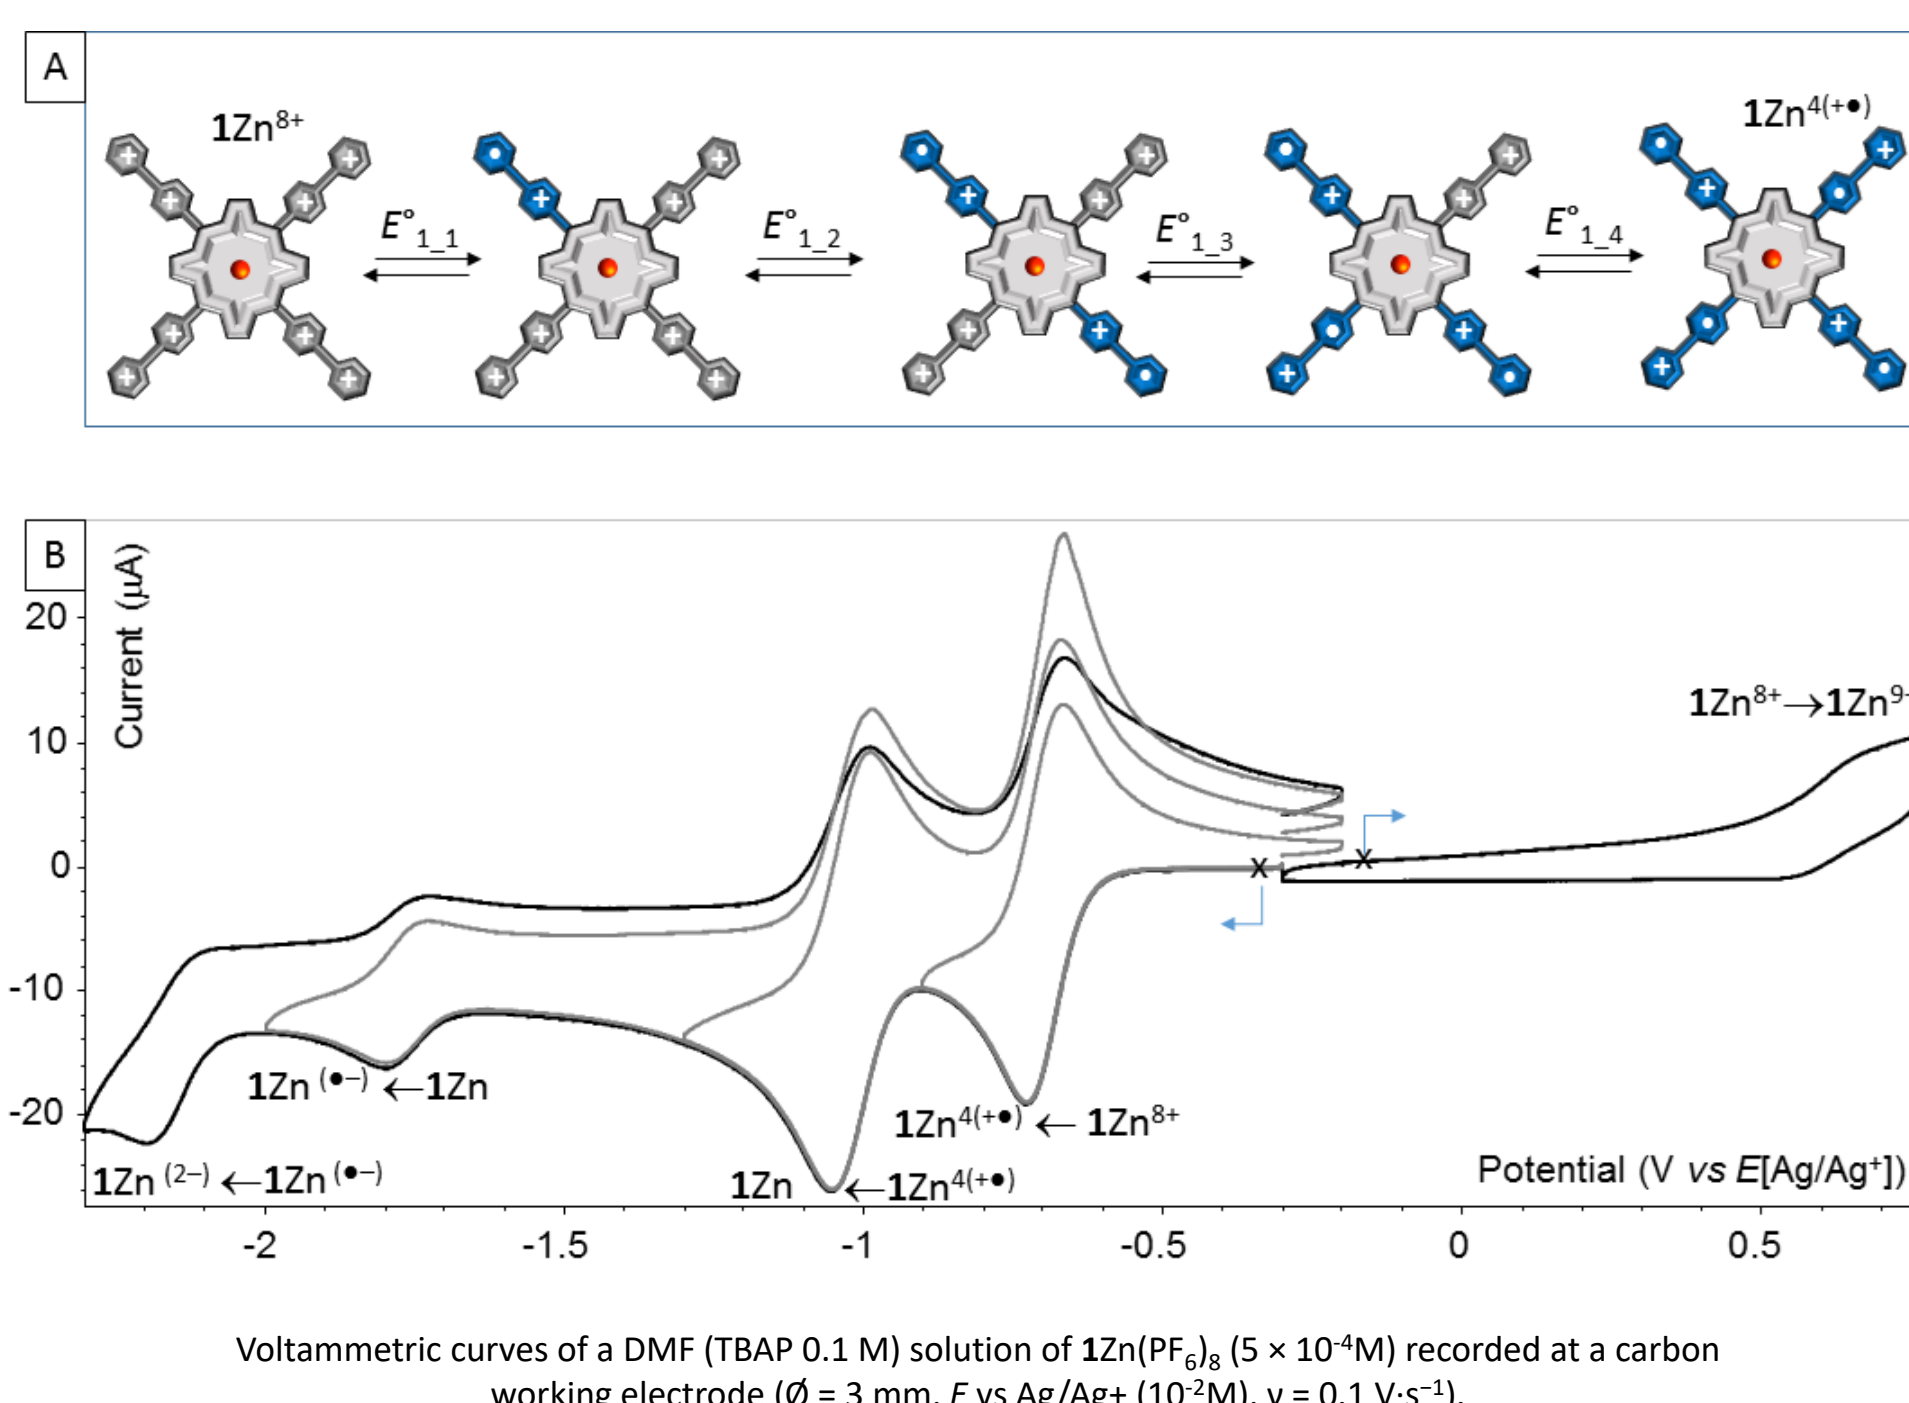 A
1Zn8+
1Zn4(+●)
E°1_1
E°1_2
E°1_3
E°1_4
B
Current (μA)
20
10
0
-10
-20
1Zn8+→1Zn9+
X
X
1Zn (●–) ←1Zn
1Zn4(+●) ← 1Zn8+
1Zn (2–) ←1Zn (●–)
1Zn ←1Zn4(+●)
Potential (V vs E[Ag/Ag+])
-2
-1.5
-1
-0.5
0
0.5
Voltammetric curves of a DMF (TBAP 0.1 M) solution of 1Zn(PF6)8 (5 × 10-4M) recorded at a carbon
working electrode (Ø = 3 mm, E vs Ag/Ag+ (10-2M), ν = 0.1 V·s−1).